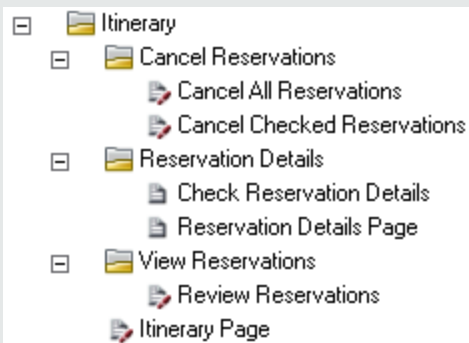 Itinerary
Cancel Reservations
Cancel All Reservations
Cancel Checked Reservations
Reservation Details
Check Reservation Details
Reservation Details Page
View Reservations
Review Reservations
Itinerary Page